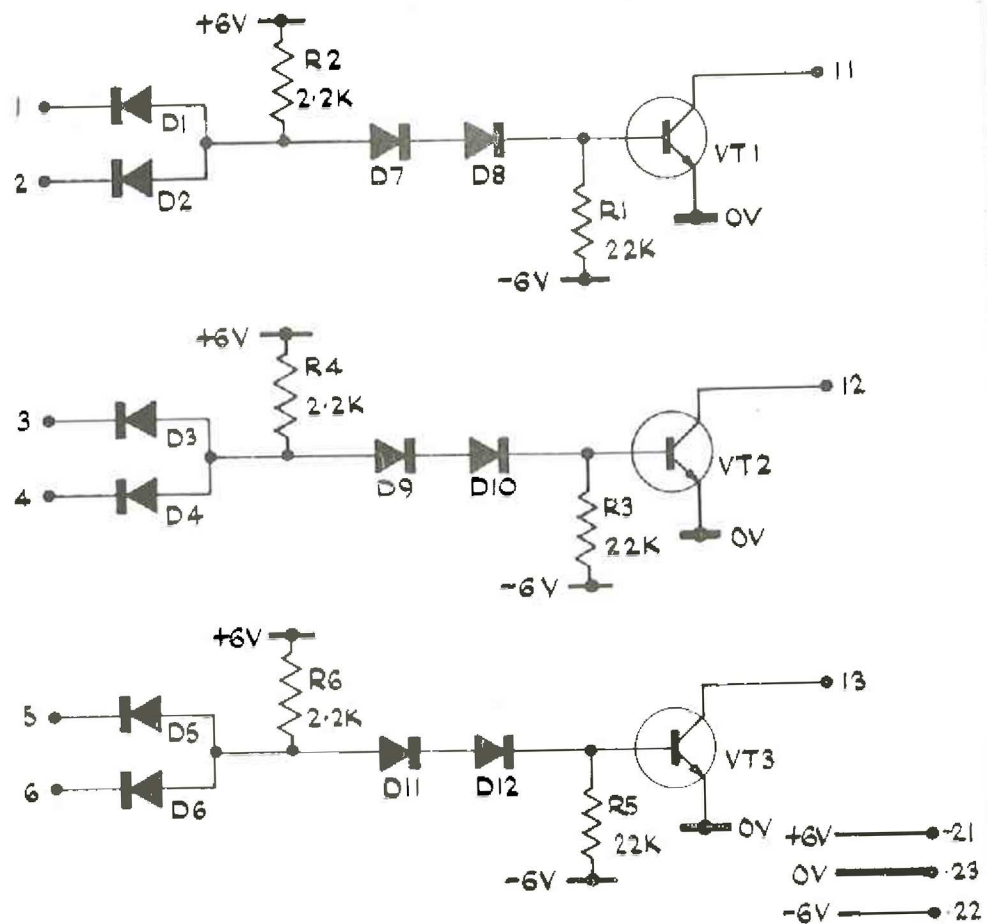 +6V
R2
2.2K
1
D1
2
D2
D7
D8
11
VT1
R1
22K
0V
-6V
+6V
R4
2.2K
3
D3
4
D4
D9
D10
12
VT2
R3
22K
0V
-6V
+6V
R6
2.2K
5
D5
6
D6
D11
D12
13
VT3
R5
22K
0V
-6V
+6V 21
0V 23
-6V 22